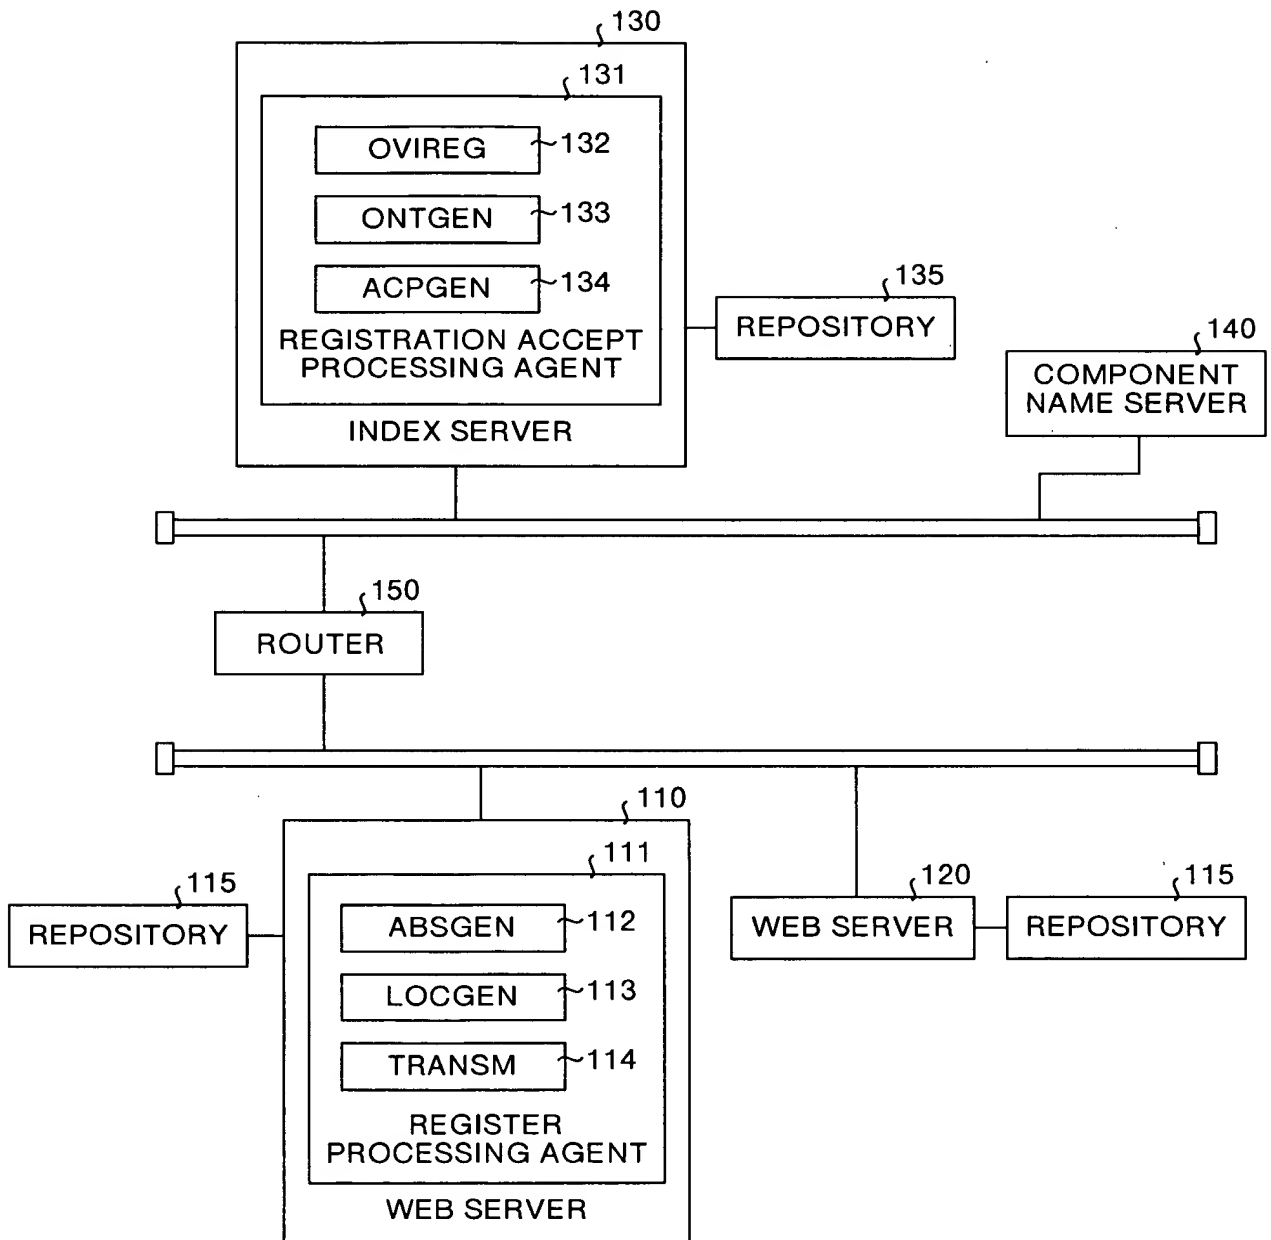 130
131
OVIREG 132
ONTGEN 133
ACPGEN 134
REGISTRATION ACCEPT
PROCESSING AGENT
INDEX SERVER
135
REPOSITORY
140
COMPONENT
NAME SERVER
150
ROUTER
110
111
ABSGEN 112
LOCGEN 113
TRANSM 114
REGISTER
PROCESSING AGENT
WEB SERVER
115
REPOSITORY
120
WEB SERVER
115
REPOSITORY